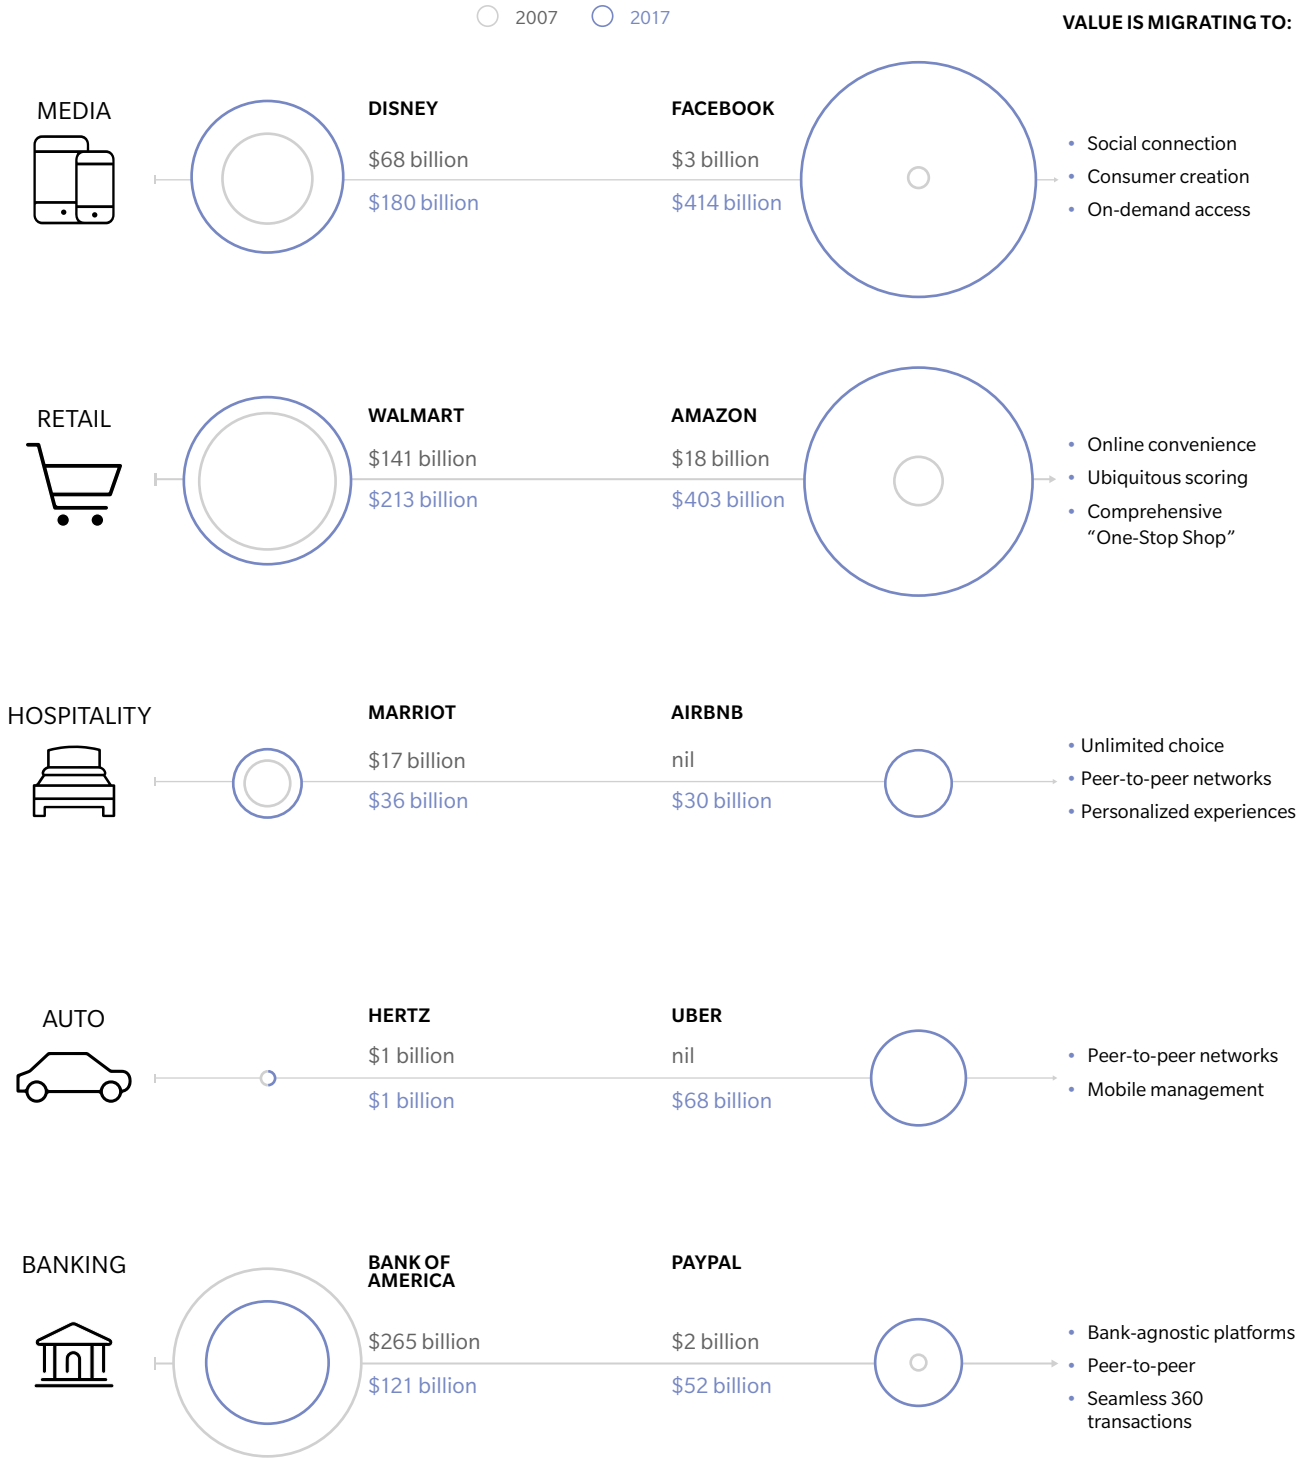 2007 2017
VALUE IS MIGRATING TO:
MEDIA
DISNEY
$68 billion
$180 billion
FACEBOOK
$3 billion
$414 billion
• Social connection
• Consumer creation
• On-demand access
RETAIL
WALMART
$141 billion
$213 billion
AMAZON
$18 billion
$403 billion
• Online convenience
• Ubiquitous scoring
• Comprehensive
“One-Stop Shop”
HOSPITALITY
MARRIOT
$17 billion
$36 billion
AIRBNB
nil
$30 billion
• Unlimited choice
• Peer-to-peer networks
• Personalized experiences
AUTO
HERTZ
$1 billion
$1 billion
UBER
nil
$68 billion
• Peer-to-peer networks
• Mobile management
BANKING
BANK OF
AMERICA
$265 billion
$121 billion
PAYPAL
$2 billion
$52 billion
• Bank-agnostic platforms
• Peer-to-peer
• Seamless 360
transactions